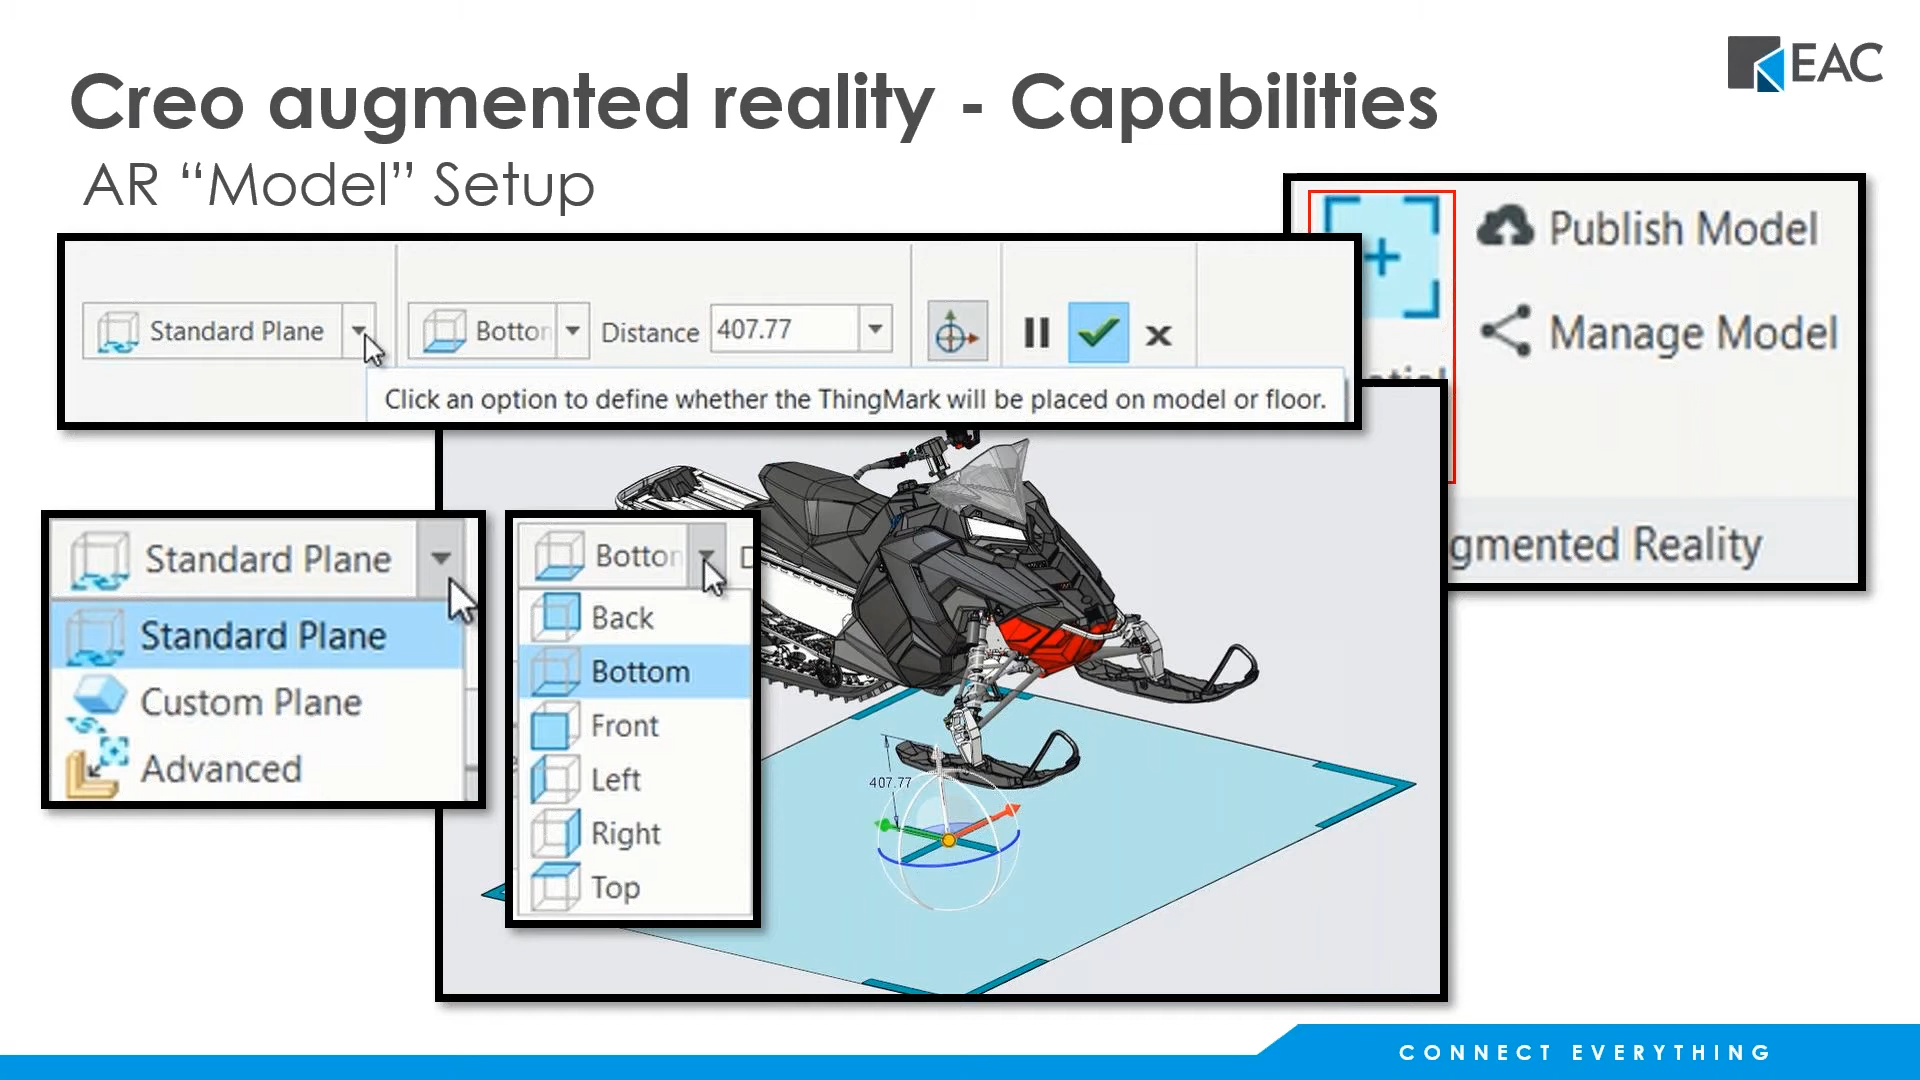 EAC
Creo augmented reality - Capabilities
AR “Model” Setup
Publish Model
Manage Model
gmented Reality
Standard Plane
Bottor
Distance
407.77
Click an option to define whether the ThingMark will be placed on model or floor.
Standard Plane
Standard Plane
Custom Plane
Advanced
Bottor
Back
Bottom
Front
Left
Right
Top
407.77
CONNECT EVERYTHING